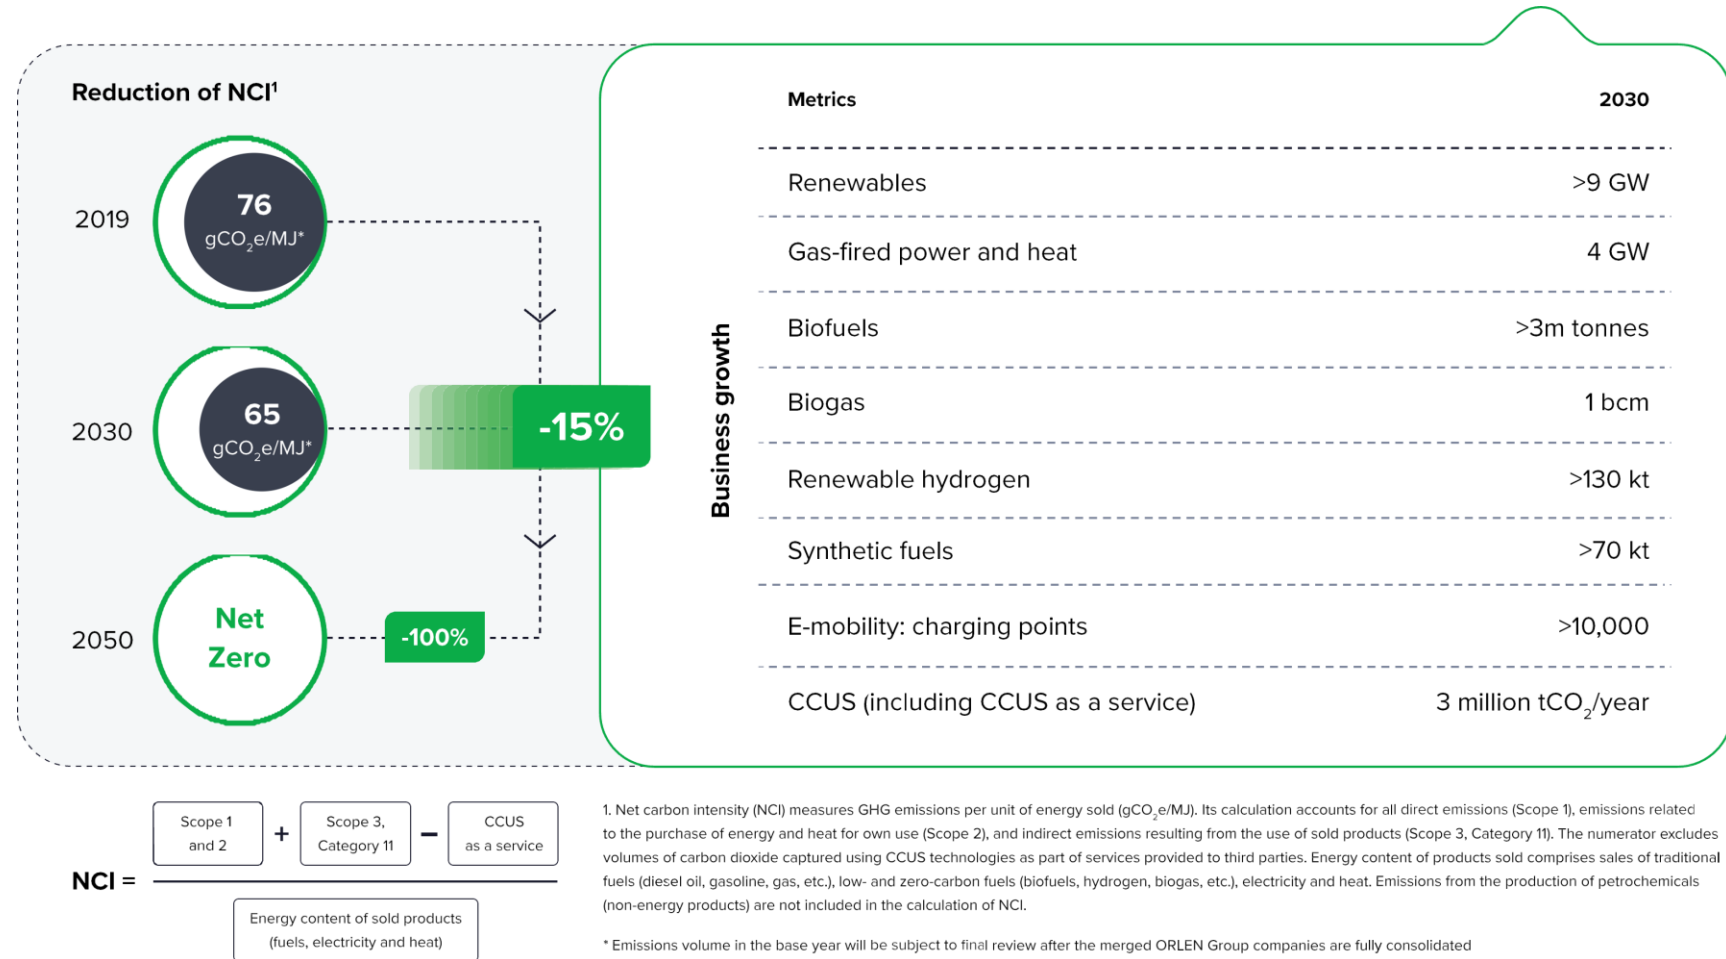 Reduction of NCI¹
2019
76
gCO₂e/MJ*
2030
65
gCO₂e/MJ*
-15%
2050
Net
Zero
-100%
Business growth
Metrics 2030
Renewables >9 GW
Gas-fired power and heat 4 GW
Biofuels >3m tonnes
Biogas 1 bcm
Renewable hydrogen >130 kt
Synthetic fuels >70 kt
E-mobility: charging points >10,000
CCUS (including CCUS as a service) 3 million tCO₂/year
NCI =
Scope 1
and 2
+
Scope 3,
Category 11
−
CCUS
as a service
Energy content of sold products
(fuels, electricity and heat)
1. Net carbon intensity (NCI) measures GHG emissions per unit of energy sold (gCO₂e/MJ). Its calculation accounts for all direct emissions (Scope 1), emissions related
to the purchase of energy and heat for own use (Scope 2), and indirect emissions resulting from the use of sold products (Scope 3, Category 11). The numerator excludes
volumes of carbon dioxide captured using CCUS technologies as part of services provided to third parties. Energy content of products sold comprises sales of traditional
fuels (diesel oil, gasoline, gas, etc.), low- and zero-carbon fuels (biofuels, hydrogen, biogas, etc.), electricity and heat. Emissions from the production of petrochemicals
(non-energy products) are not included in the calculation of NCI.
* Emissions volume in the base year will be subject to final review after the merged ORLEN Group companies are fully consolidated